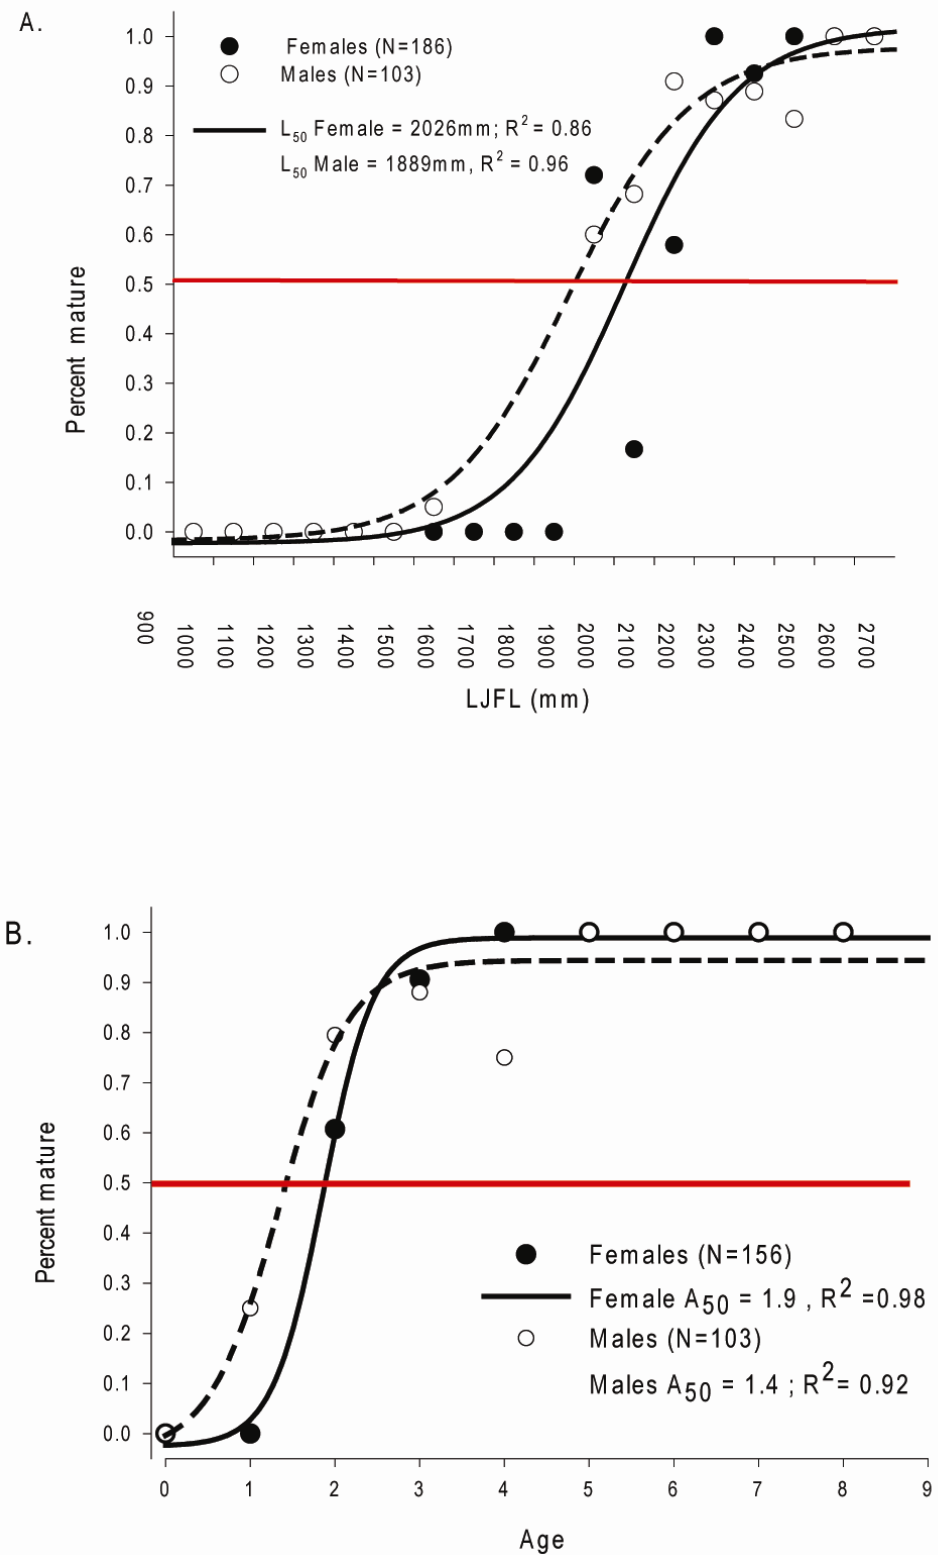 A.
1.0
0.9
0.8
0.7
0.6
0.5
0.4
0.3
0.2
0.1
0.0
Percent mature
Females (N=186)
Males (N=103)
L50 Female = 2026mm; R2 = 0.86
L50 Male = 1889mm, R2 = 0.96
900 1000 1100 1200 1300 1400 1500 1600 1700 1800 1900 2000 2100 2200 2300 2400 2500 2600 2700
LJFL (mm)
B.
1.0
0.9
0.8
0.7
0.6
0.5
0.4
0.3
0.2
0.1
0.0
Percent mature
Females (N=156)
Female A50 = 1.9 , R2 =0.98
Males (N=103)
Males A50 = 1.4 ; R2= 0.92
0 1 2 3 4 5 6 7 8 9
Age